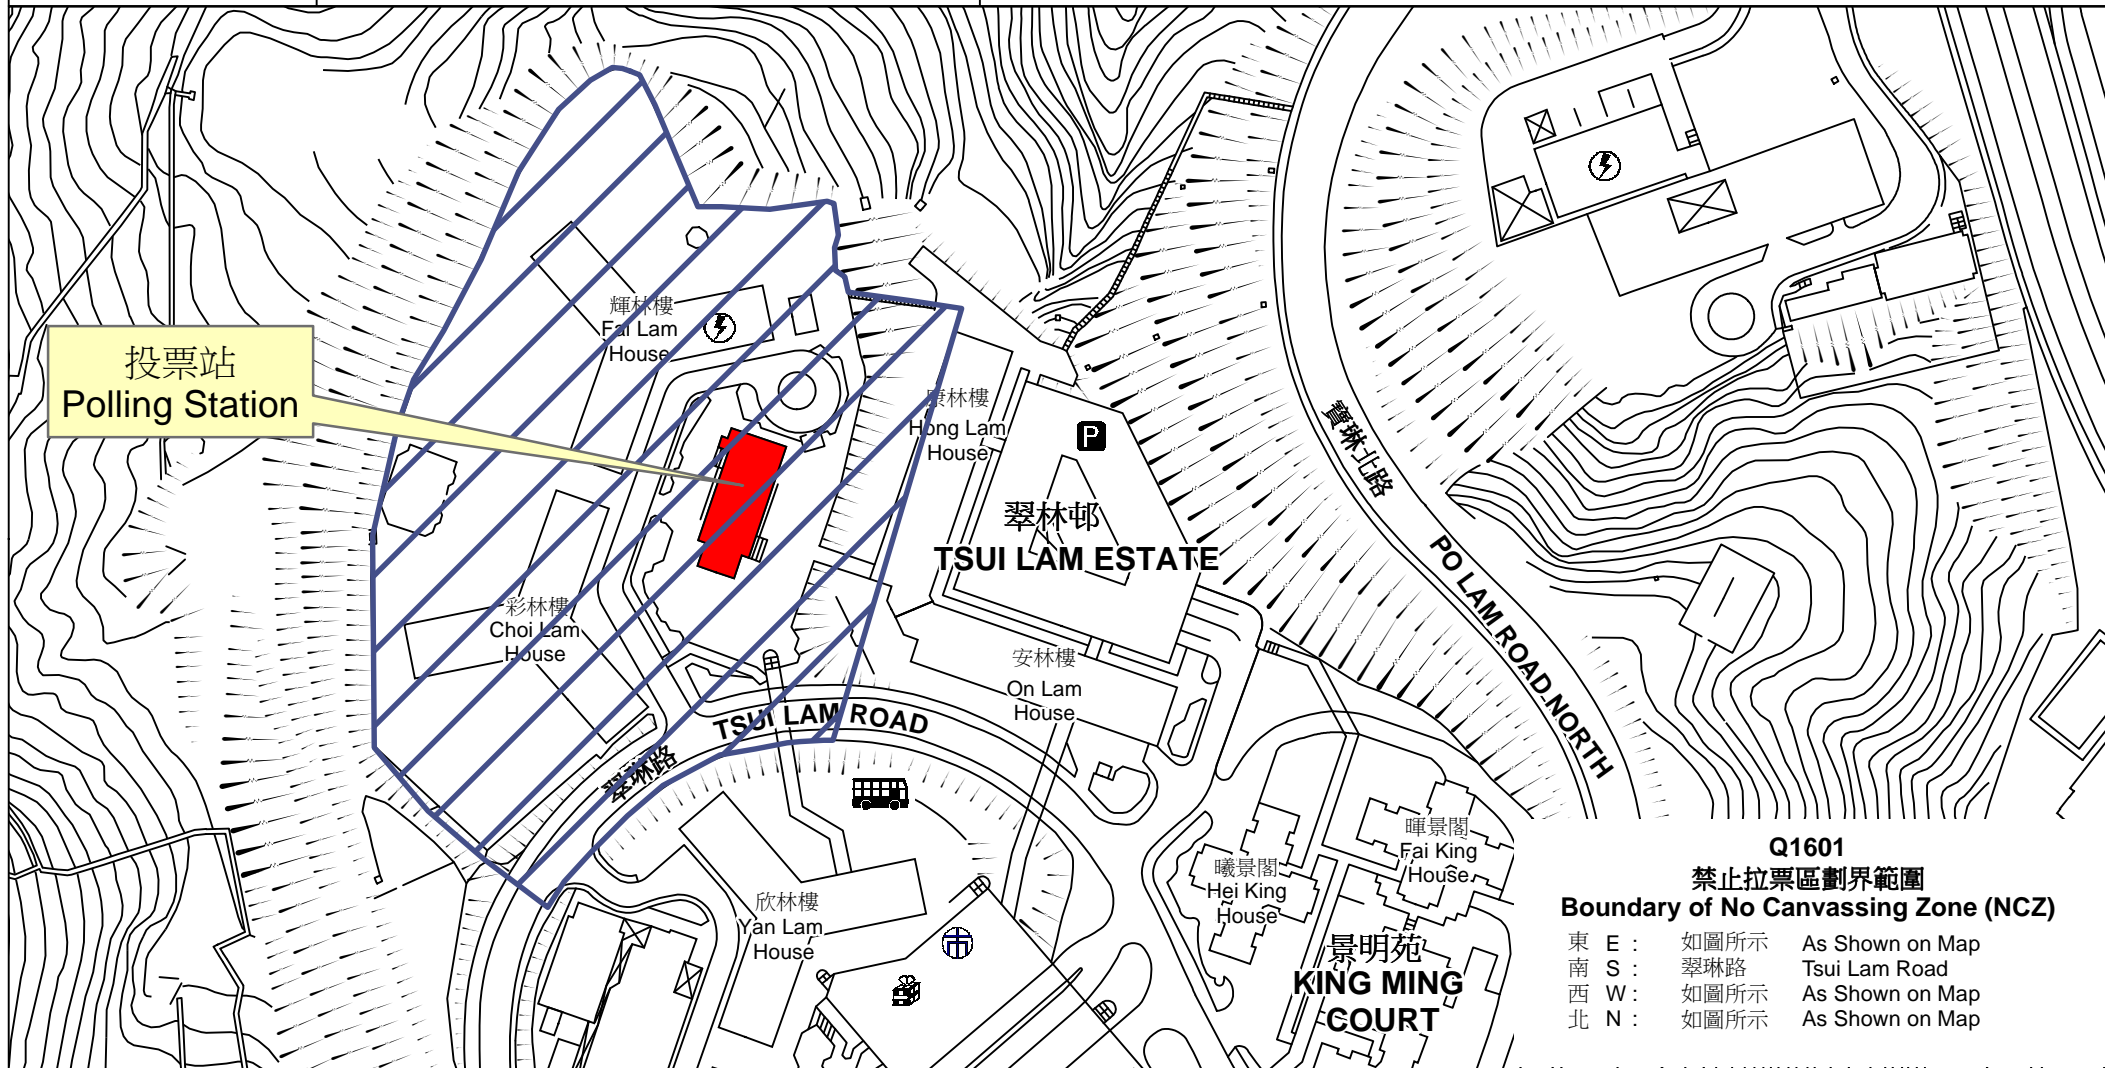 投票站
Polling Station
輝林樓
Fai Lam
House
康林樓
Hong Lam
House
P
翠林邨
TSUI LAM ESTATE
寶琳北路
PO LAM ROAD NORTH
彩林樓
Choi Lam
House
安林樓
On Lam
House
TSUI LAM ROAD
翠琳路
欣林樓
Yan Lam
House
曦景閣
Hei King
House
暉景閣
Fai King
House
景明苑
KING MING
COURT
Q1601
禁止拉票區劃界範圍
Boundary of No Canvassing Zone (NCZ)
東 E : 如圖所示 As Shown on Map
南 S : 翠琳路 Tsui Lam Road
西 W : 如圖所示 As Shown on Map
北 N : 如圖所示 As Shown on Map